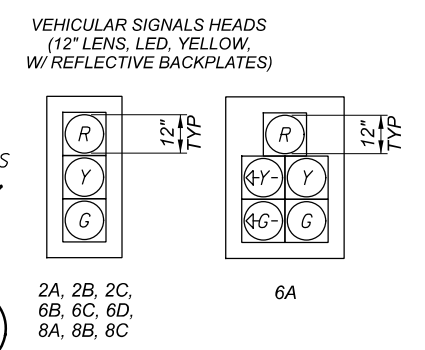 VEHICULAR SIGNALS HEADS
(12" LENS, LED, YELLOW,
W/ REFLECTIVE BACKPLATES)
R
12"
TYP
Y
G
R
12"
TYP
Y Y
G G
S
2A, 2B, 2C,
6B, 6C, 6D,
8A, 8B, 8C
6A